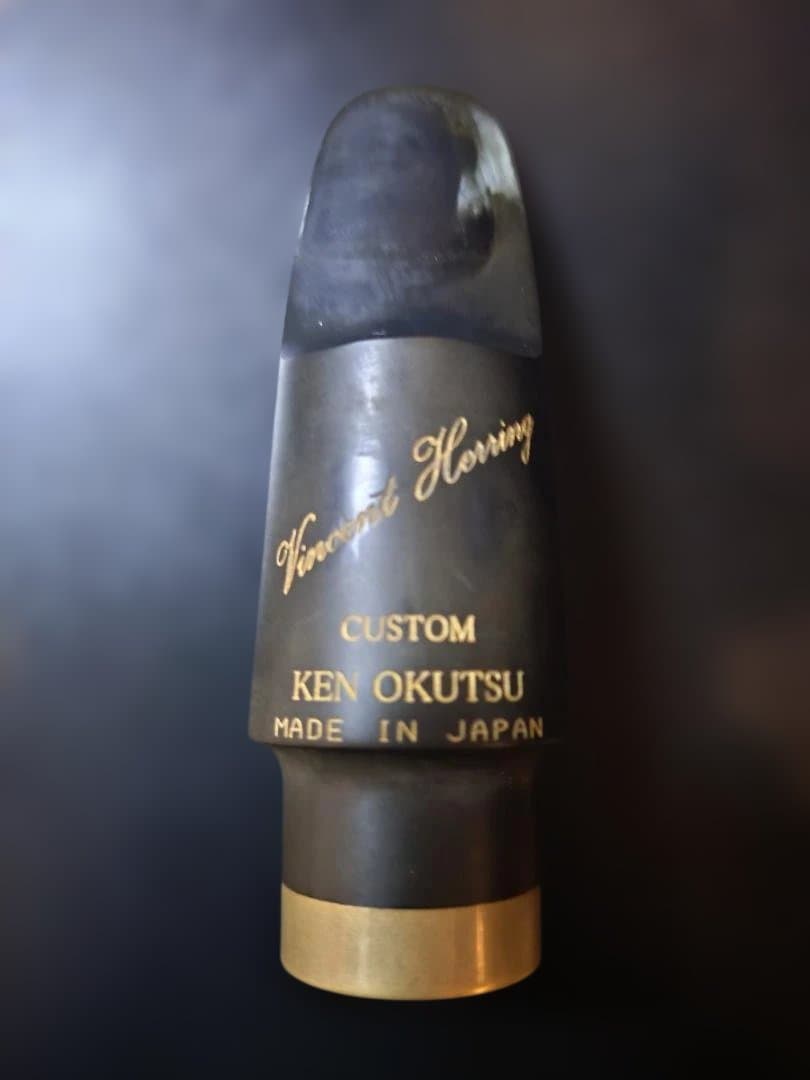 Vincent Herring
CUSTOM
KEN OKUTSU
MADE IN JAPAN